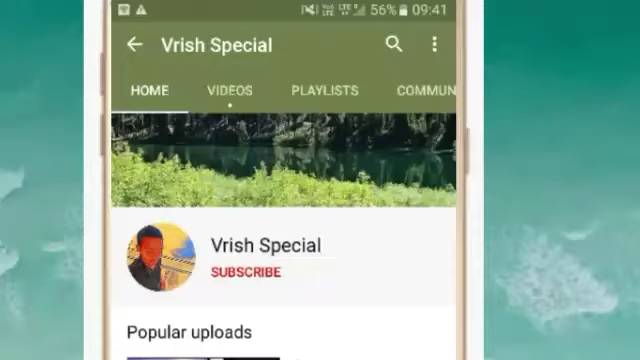 56% 09:41
Vrish Special
HOME VIDEOS PLAYLISTS COMMUN
Vrish Special
SUBSCRIBE
Popular uploads